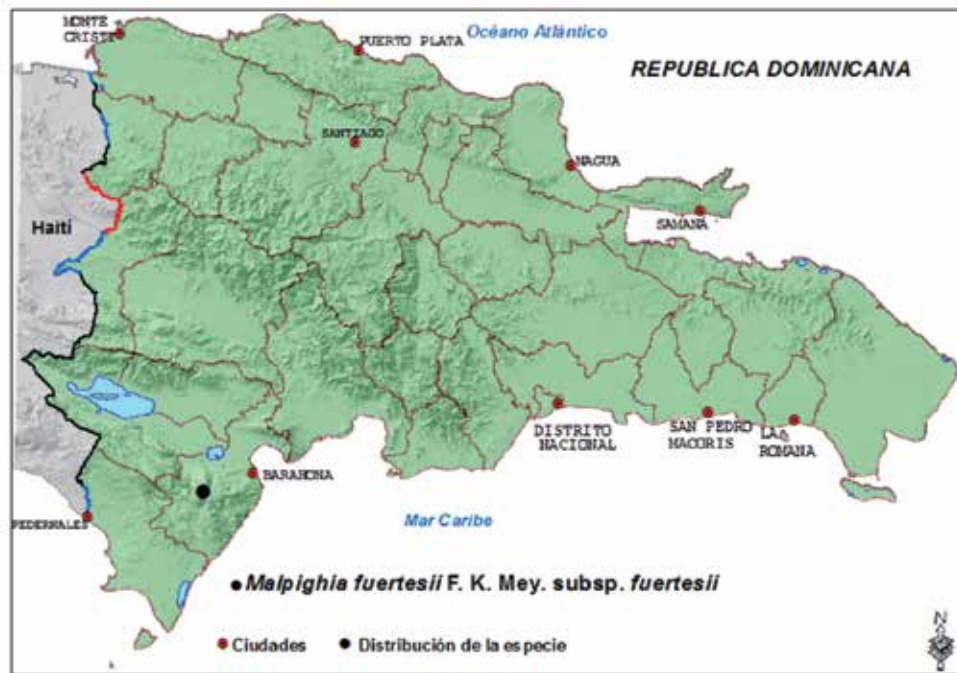 MONTE
CRISTI
PUERTO PLATA
Océano Atlántico
REPUBLICA DOMINICANA
SANTIAGO
NAGUA
SAMANA
Haití
DISTRITO
NACIONAL
SAN PEDRO
MACORIS
LA
ROMANA
BARAHONA
PEDERNALES
Mar Caribe
Malpighia fuertesii F. K. Mey. subsp. fuertesii
Ciudades
Distribución de la especie
N